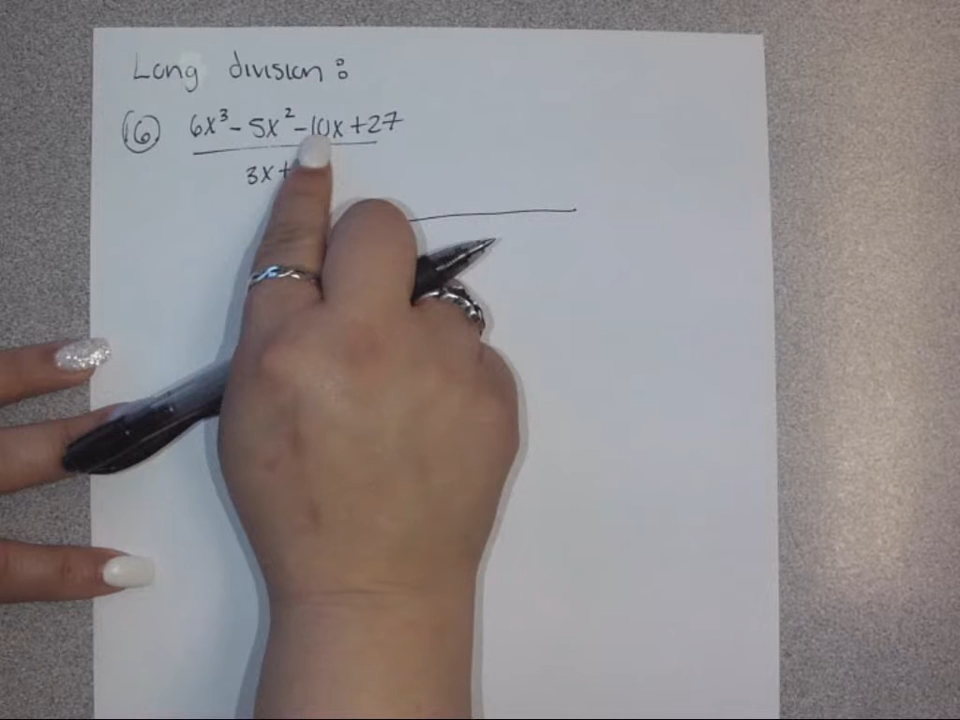 Long division:
(6) 6x³ - 5x² - 10x + 27
3x +